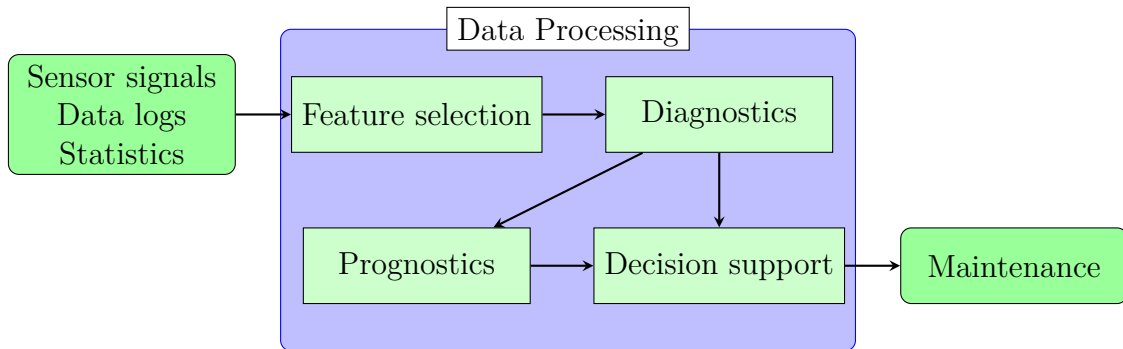 Data Processing
Sensor signals
Data logs
Statistics
Feature selection
Diagnostics
Prognostics
Decision support
Maintenance